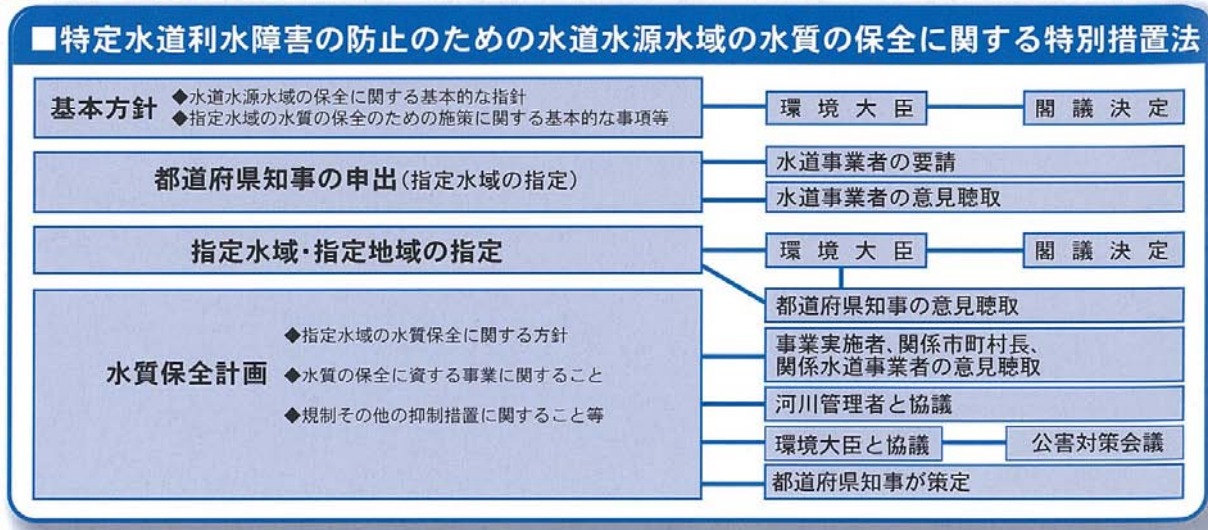 ■特定水道利水障害の防止のための水道水源水域の水質の保全に関する特別措置法
基本方針
◆水道水源水域の保全に関する基本的な指針
◆指定水域の水質の保全のための施策に関する基本的な事項等
環境大臣
閣議決定
都道府県知事の申出(指定水域の指定)
水道事業者の要請
水道事業者の意見聴取
指定水域・指定地域の指定
環境大臣
閣議決定
都道府県知事の意見聴取
水質保全計画
◆指定水域の水質保全に関する方針
◆水質の保全に資する事業に関すること
◆規制その他の抑制措置に関すること等
事業実施者、関係市町村長、
関係水道事業者の意見聴取
河川管理者と協議
環境大臣と協議
公害対策会議
都道府県知事が策定